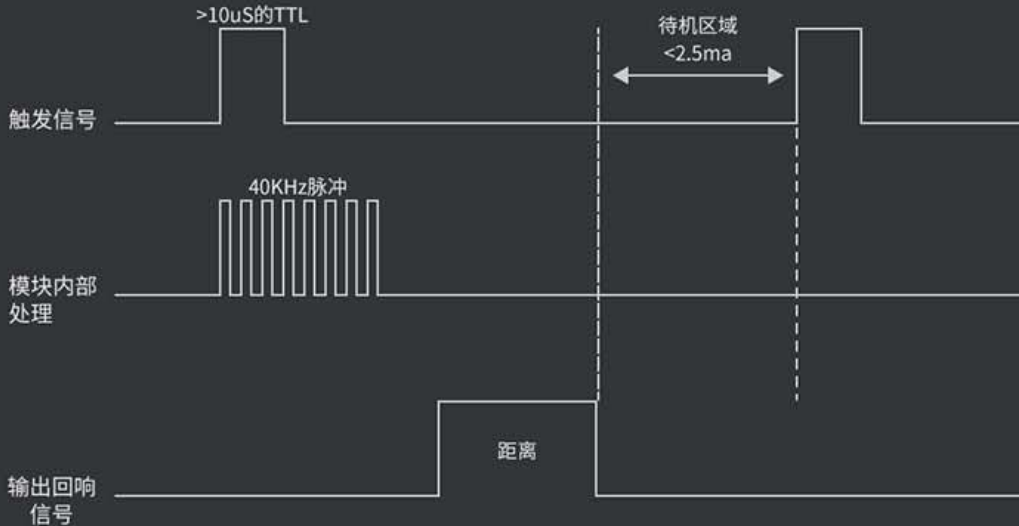 >10uS的TTL
待机区域
<2.5ma
触发信号
40KHz脉冲
模块内部
处理
距离
输出回响
信号